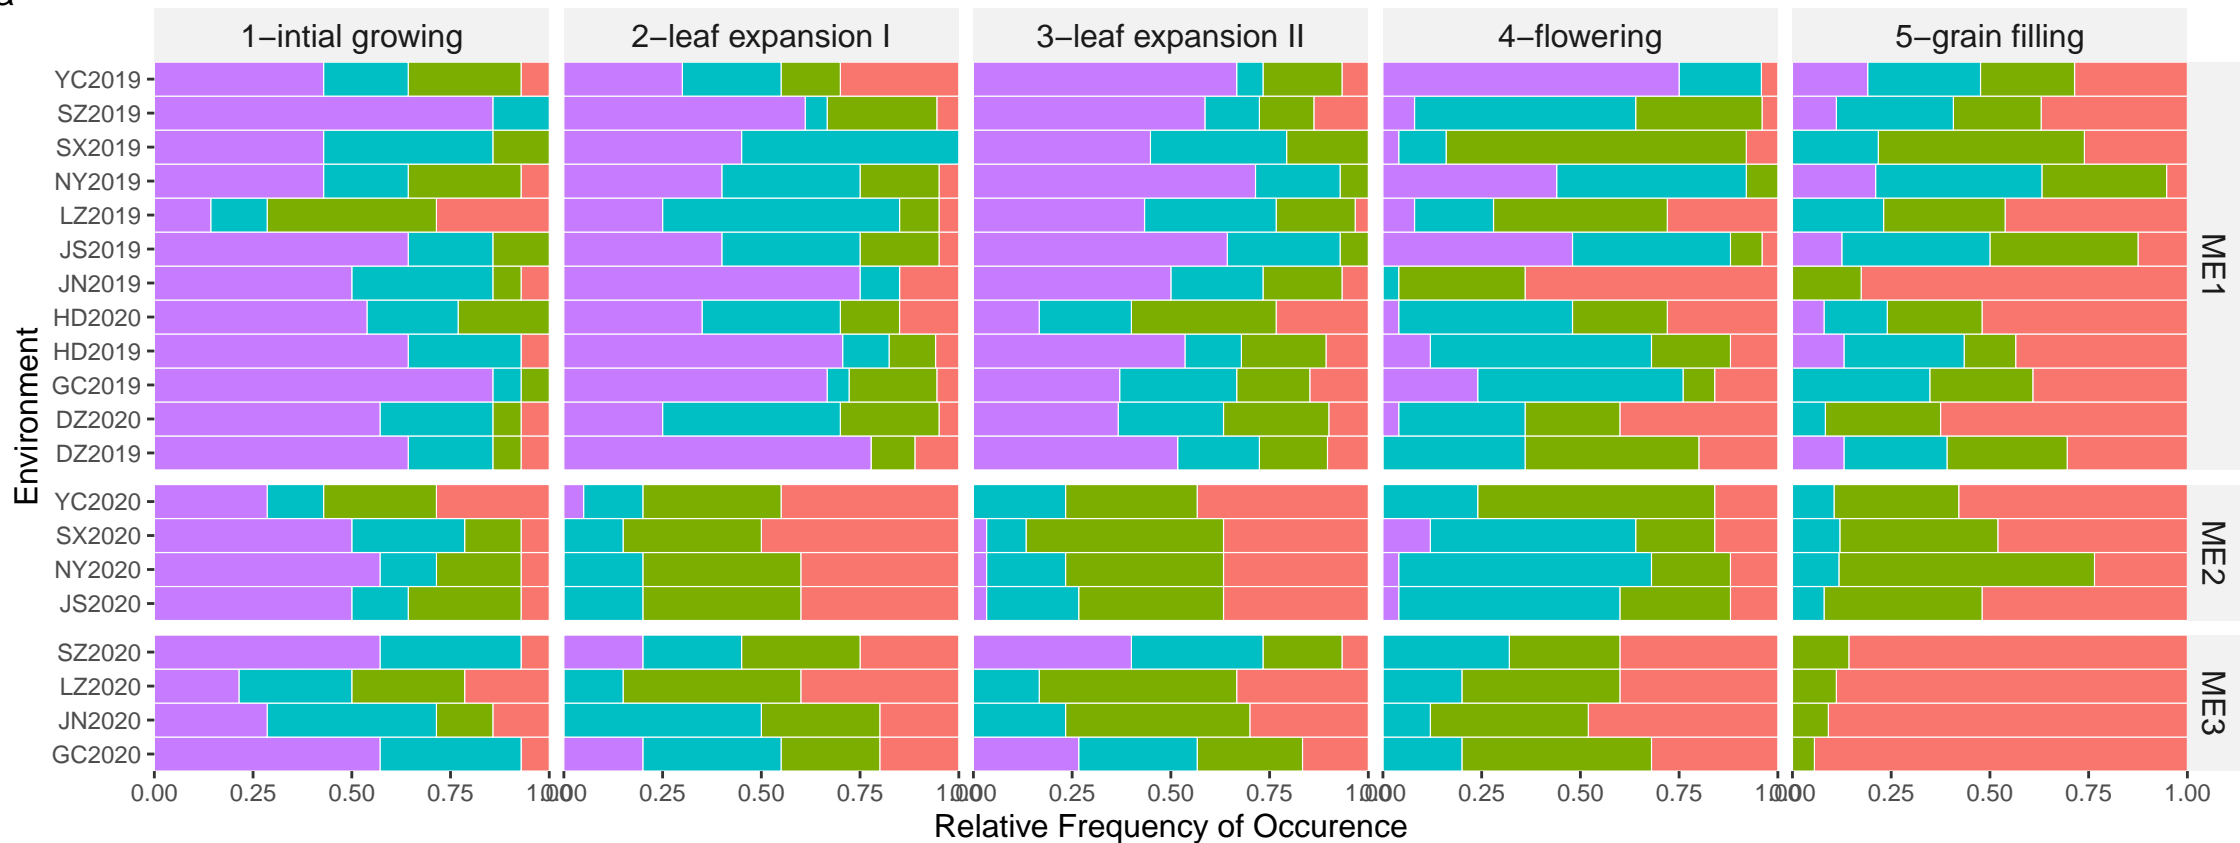 a
1–intial growing 2–leaf expansion I 3–leaf expansion II 4–flowering 5–grain filling
Environment
YC2019
SZ2019
SX2019
NY2019
LZ2019
JS2019
JN2019
HD2020
HD2019
GC2019
DZ2020
DZ2019
ME1
YC2020
SX2020
NY2020
JS2020
ME2
SZ2020
LZ2020
JN2020
GC2020
ME3
0.00 0.25 0.50 0.75 1.00 0.00 0.25 0.50 0.75 1.00 0.00 0.25 0.50 0.75 1.00 0.00 0.25 0.50 0.75 1.00 0.00 0.25 0.50 0.75 1.00
Relative Frequency of Occurence